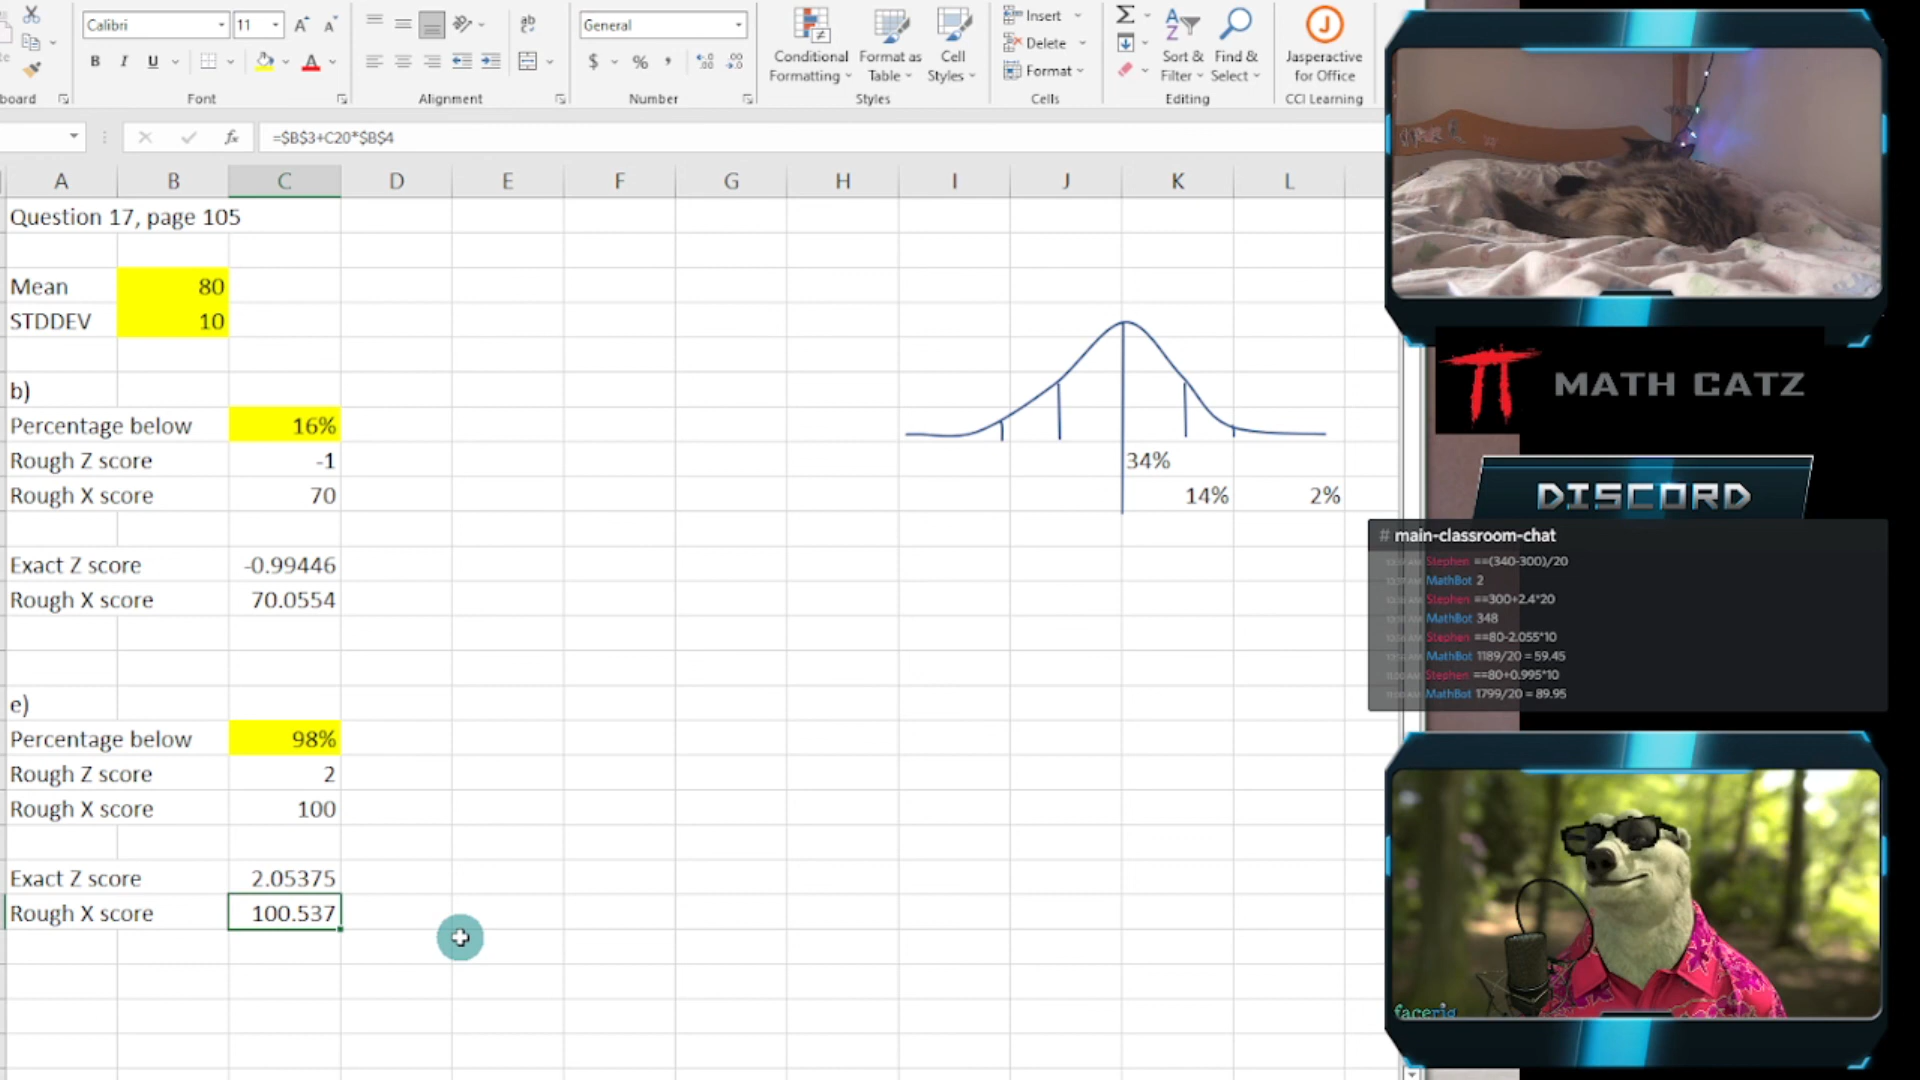 Calibri
11
General
Insert
Delete
Format
Conditional
Formatting
Format as
Table
Cell
Styles
Sort &
Filter
Find &
Select
Jasperactive
for Office
board
Font
Alignment
Number
Styles
Cells
Editing
CCI Learning
=$B$3+C20*$B$4
A B C D E F G H I J K L
Question 17, page 105
Mean 80
STDDEV 10
b)
Percentage below 16%
Rough Z score -1
Rough X score 70
Exact Z score -0.99446
Rough X score 70.0554
e)
Percentage below 98%
Rough Z score 2
Rough X score 100
Exact Z score 2.05375
Rough X score 100.537
34%
14% 2%
MATH CATZ
DISCORD
# main-classroom-chat
Stephen ==(340-300)/20
MathBot 2
Stephen ==300+2.4*20
MathBot 348
Stephen ==80-2.055*10
MathBot 1189/20 = 59.45
Stephen ==80+0.995*10
MathBot 1799/20 = 89.95
facerig